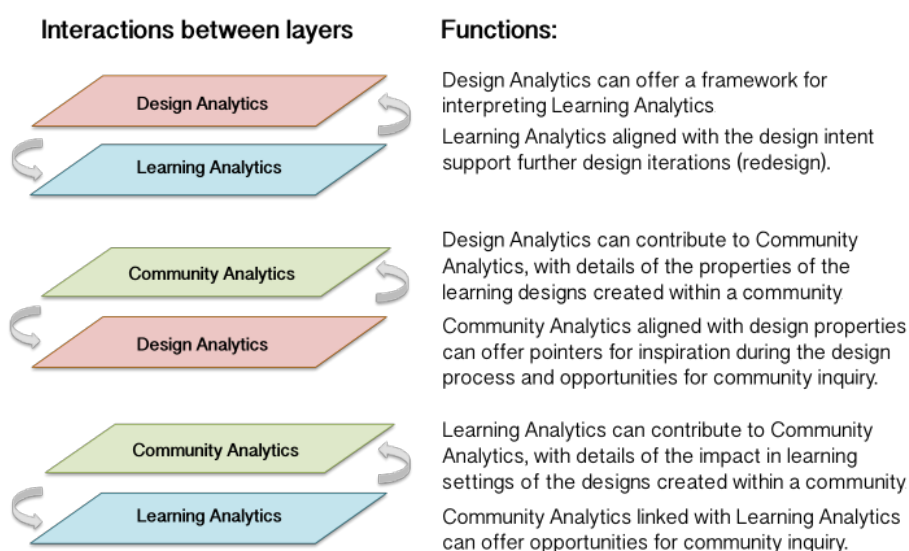 Interactions between layers
Functions:
Design Analytics
Learning Analytics
Design Analytics can offer a framework for
interpreting Learning Analytics
Learning Analytics aligned with the design intent
support further design iterations (redesign).
Community Analytics
Design Analytics
Design Analytics can contribute to Community
Analytics, with details of the properties of the
learning designs created within a community
Community Analytics aligned with design properties
can offer pointers for inspiration during the design
process and opportunities for community inquiry.
Community Analytics
Learning Analytics
Learning Analytics can contribute to Community
Analytics, with details of the impact in learning
settings of the designs created within a community
Community Analytics linked with Learning Analytics
can offer opportunities for community inquiry.